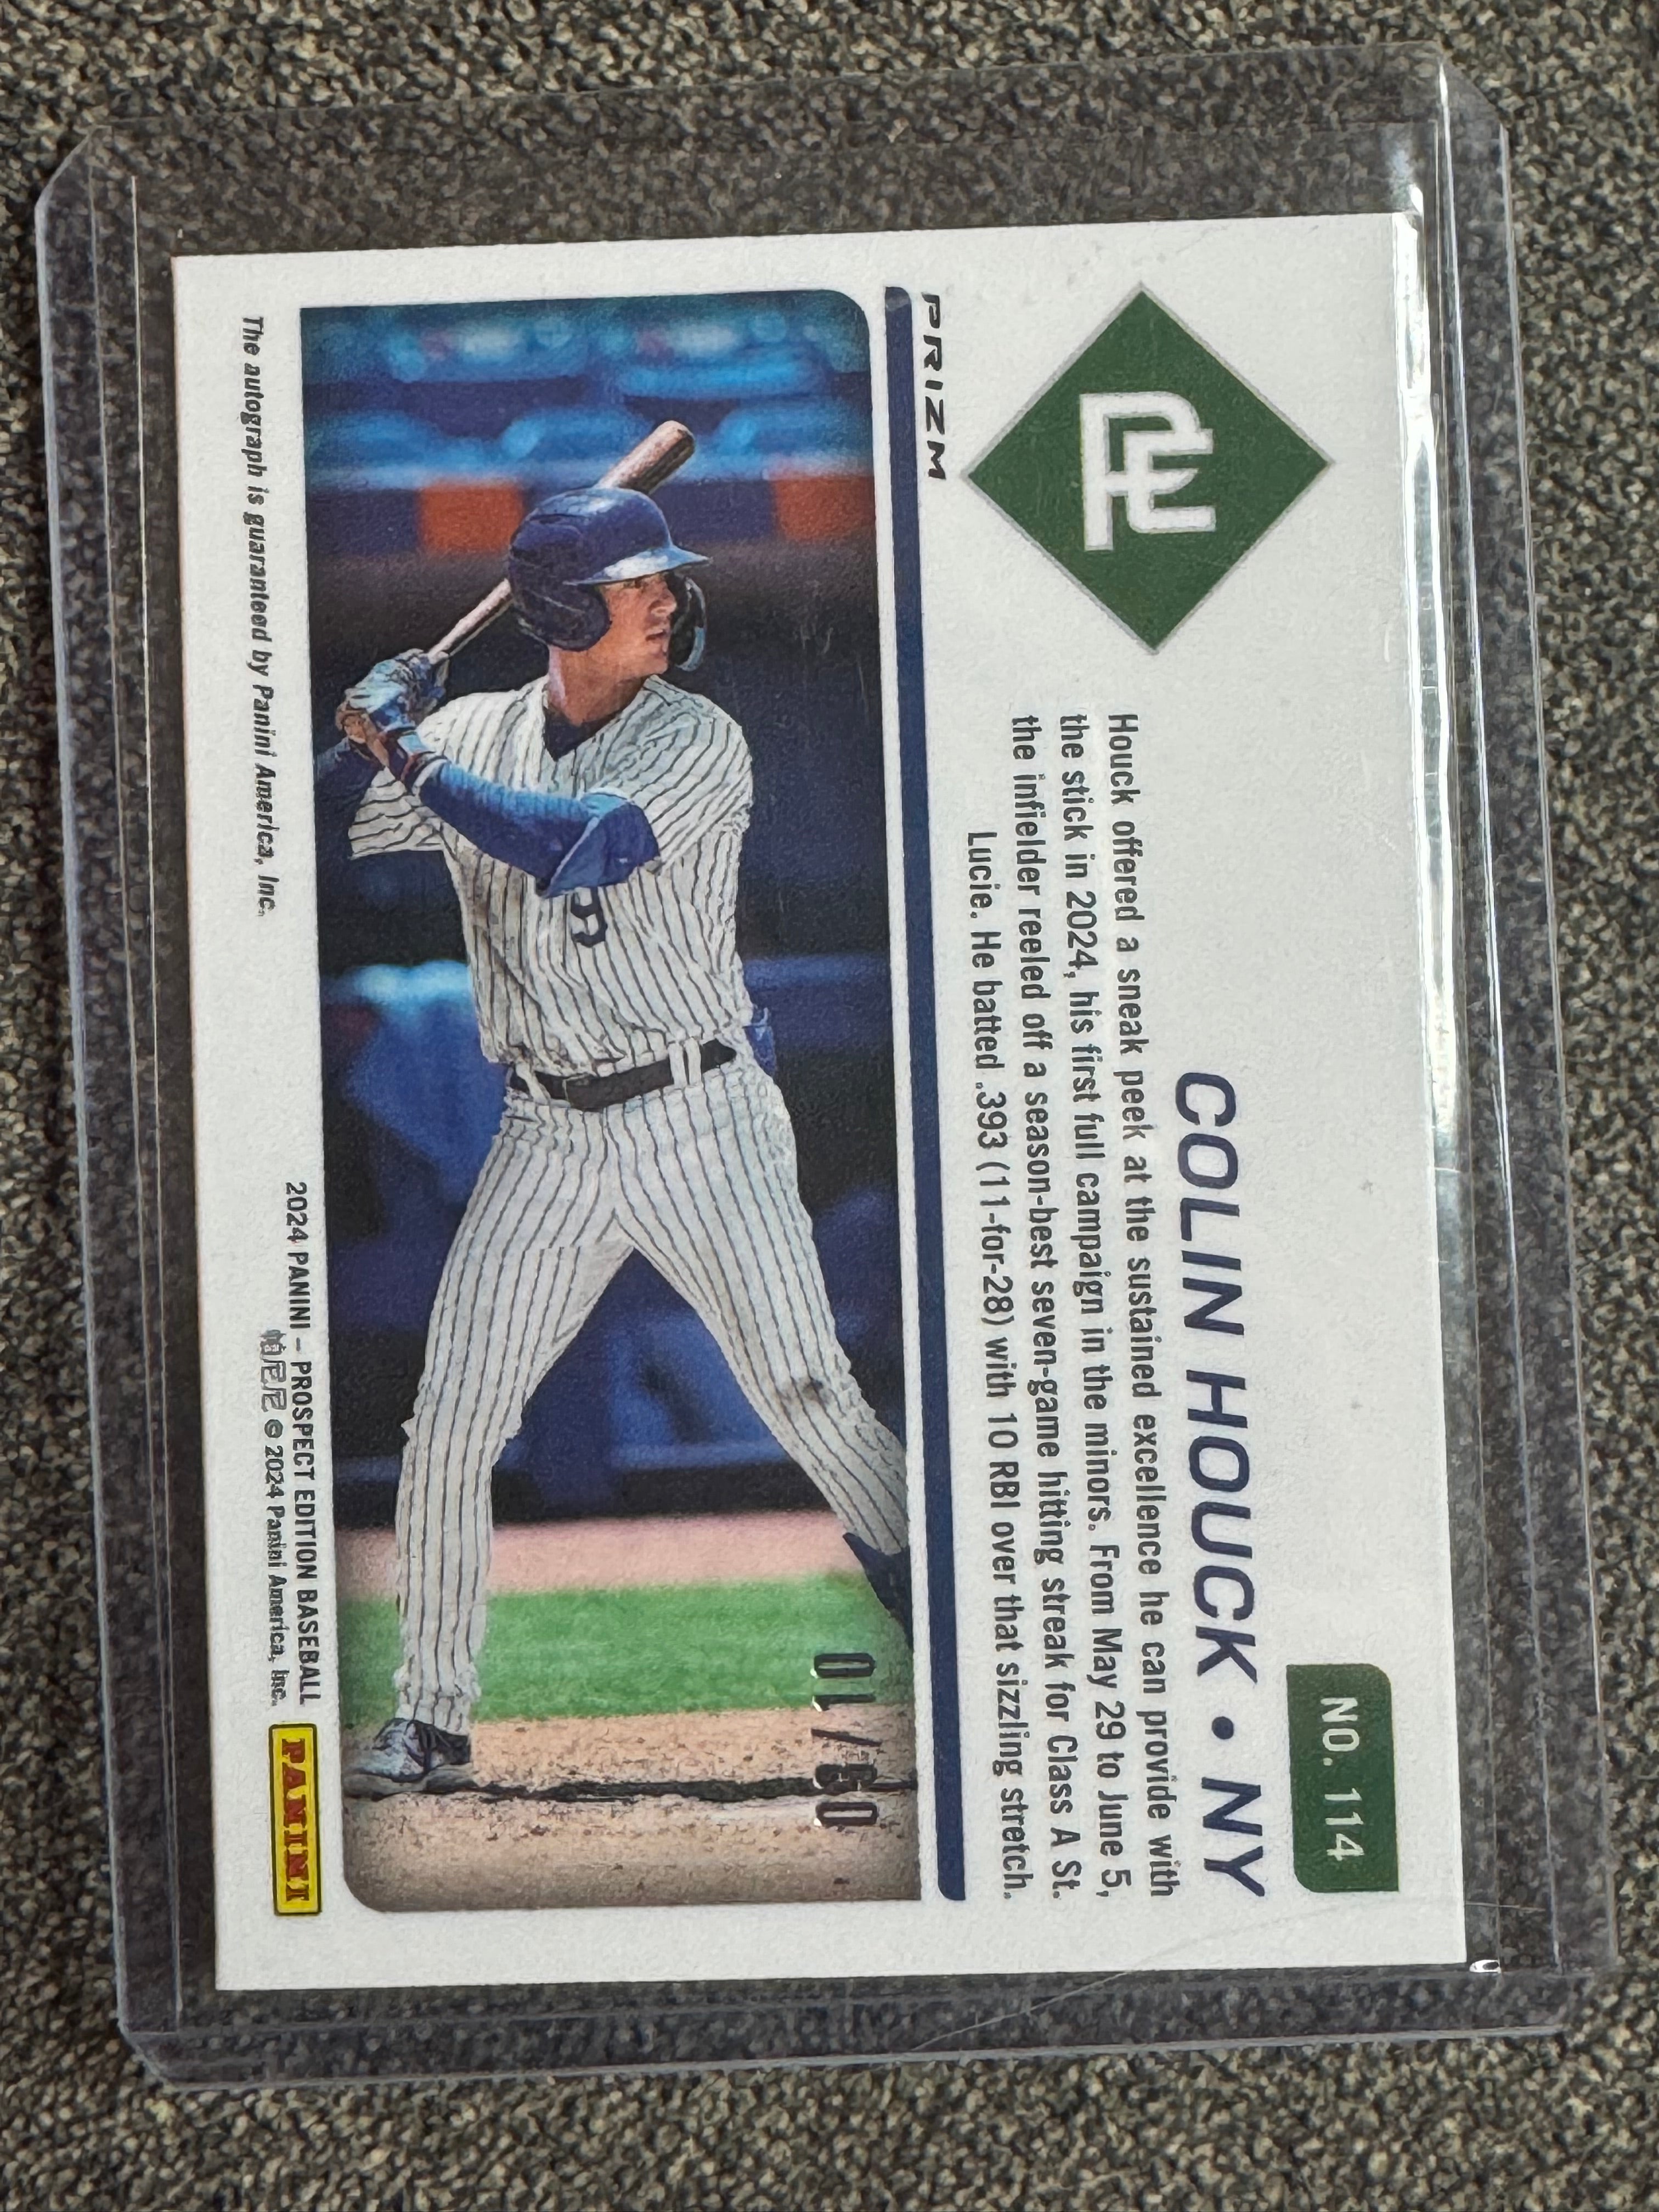 NO. 114
COLIN HOUCK • NY
Houck offered a sneak peek at the sustained excellence he can provide with
the stick in 2024, his first full campaign in the minors. From May 29 to June 5,
the infielder reeled off a season-best seven-game hitting streak for Class A St.
Lucie. He batted .393 (11-for-28) with 10 RBI over that sizzling stretch.
PRIZM
01/30
2024 PANINI – PROSPECT EDITION BASEBALL
© 2024 Panini America, Inc.
The autograph is guaranteed by Panini America, Inc.
PANINI